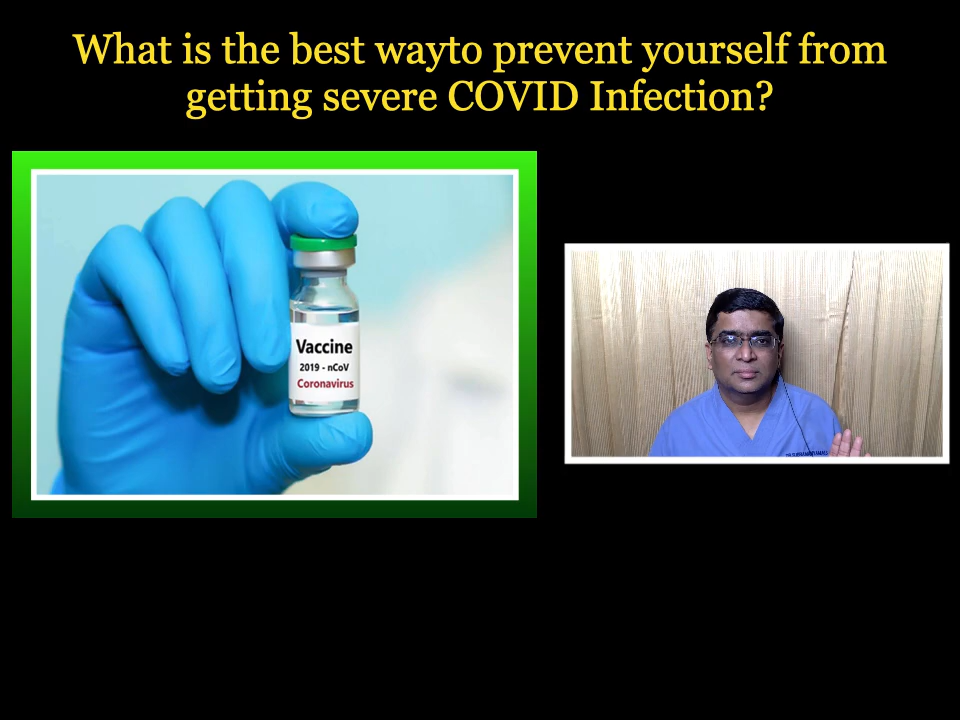 What is the best wayto prevent yourself from
getting severe COVID Infection?
Vaccine
2019 - nCoV
Coronavirus